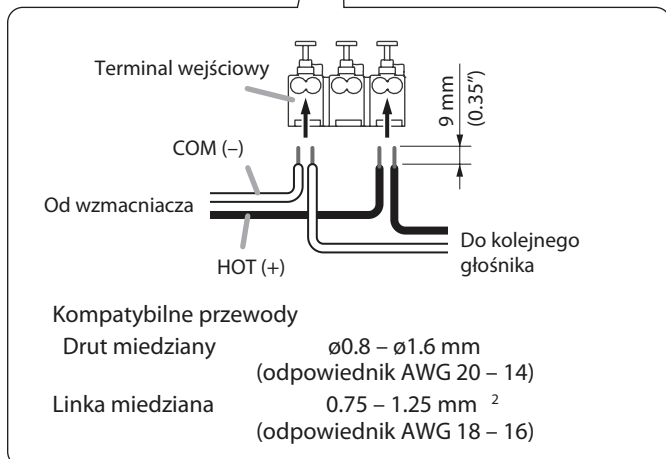 Terminal wejściowy
9 mm
(0.35″)
COM (–)
Od wzmacniacza
HOT (+)
Do kolejnego
głośnika
Kompatybilne przewody
Drut miedziany ø0.8 – ø1.6 mm
(odpowiednik AWG 20 – 14)
Linka miedziana 0.75 – 1.25 mm ²
(odpowiednik AWG 18 – 16)